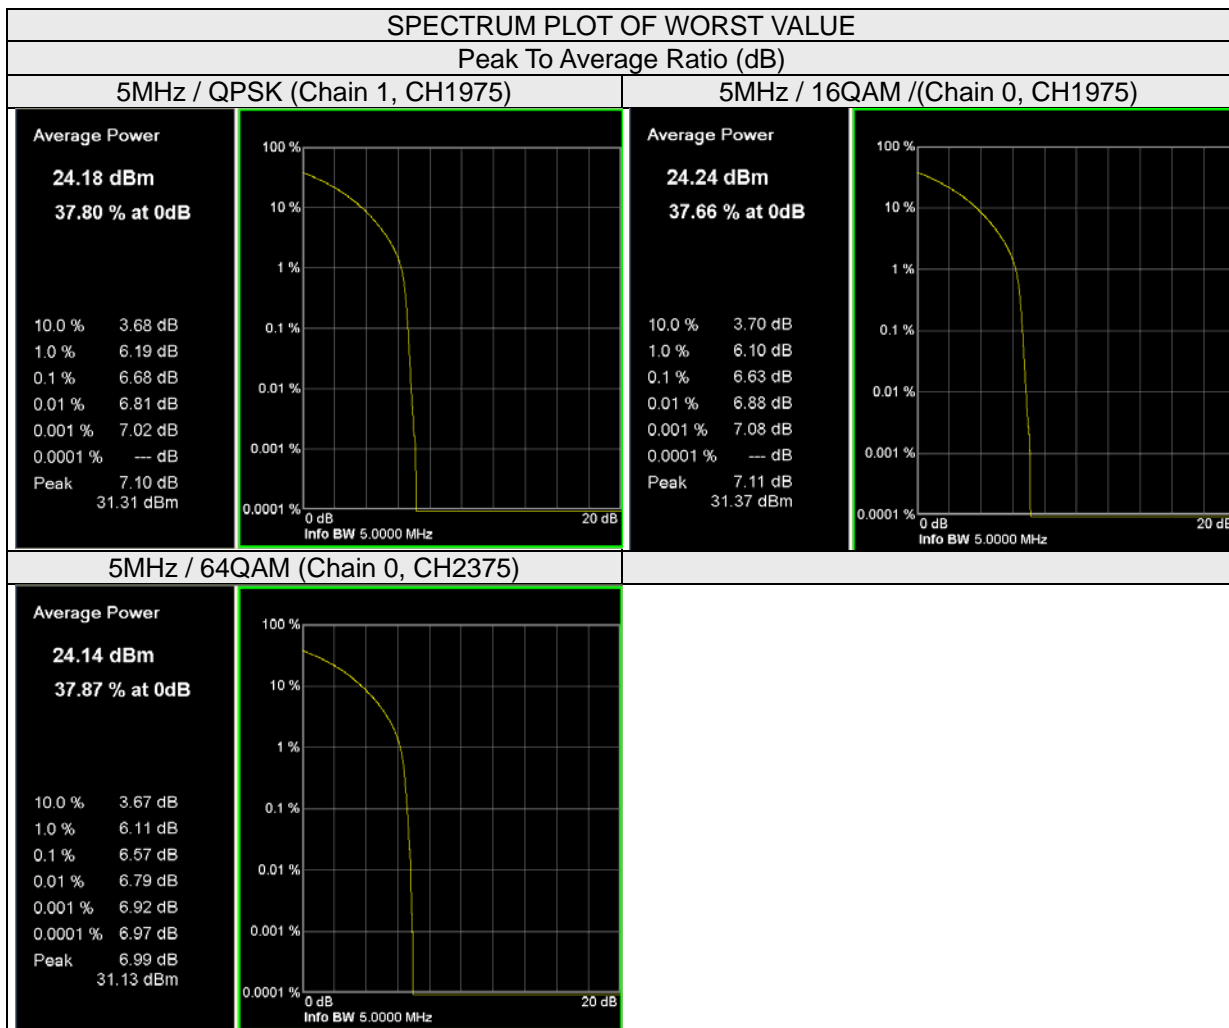 SPECTRUM PLOT OF WORST VALUE
Peak To Average Ratio (dB)
5MHz / QPSK (Chain 1, CH1975)
5MHz / 16QAM /(Chain 0, CH1975)
Average Power
24.18 dBm
37.80 % at 0dB
10.0 % 3.68 dB
1.0 % 6.19 dB
0.1 % 6.68 dB
0.01 % 6.81 dB
0.001 % 7.02 dB
0.0001 % --- dB
Peak 7.10 dB
31.31 dBm
100 %
10 %
1 %
0.1 %
0.01 %
0.001 %
0.0001 %
0 dB 20 dB
Info BW 5.0000 MHz
Average Power
24.24 dBm
37.66 % at 0dB
10.0 % 3.70 dB
1.0 % 6.10 dB
0.1 % 6.63 dB
0.01 % 6.88 dB
0.001 % 7.08 dB
0.0001 % --- dB
Peak 7.11 dB
31.37 dBm
100 %
10 %
1 %
0.1 %
0.01 %
0.001 %
0.0001 %
0 dB 20 dB
Info BW 5.0000 MHz
5MHz / 64QAM (Chain 0, CH2375)
Average Power
24.14 dBm
37.87 % at 0dB
10.0 % 3.67 dB
1.0 % 6.11 dB
0.1 % 6.57 dB
0.01 % 6.79 dB
0.001 % 6.92 dB
0.0001 % 6.97 dB
Peak 6.99 dB
31.13 dBm
100 %
10 %
1 %
0.1 %
0.01 %
0.001 %
0.0001 %
0 dB 20 dB
Info BW 5.0000 MHz